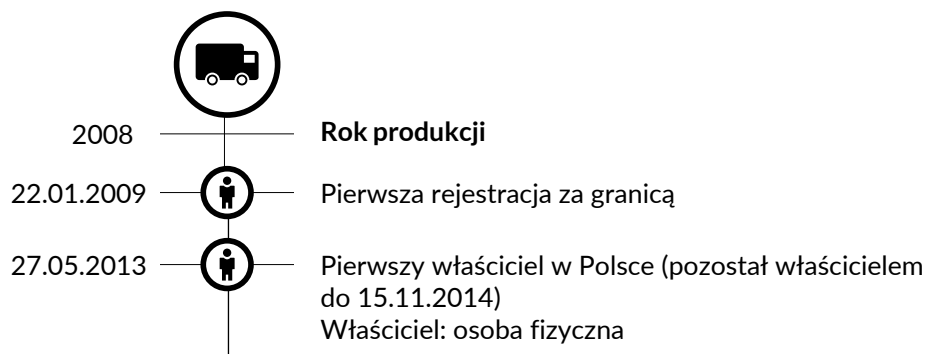 2008 Rok produkcji
22.01.2009 Pierwsza rejestracja za granicą
27.05.2013 Pierwszy właściciel w Polsce (pozostał właścicielem
do 15.11.2014)
Właściciel: osoba fizyczna